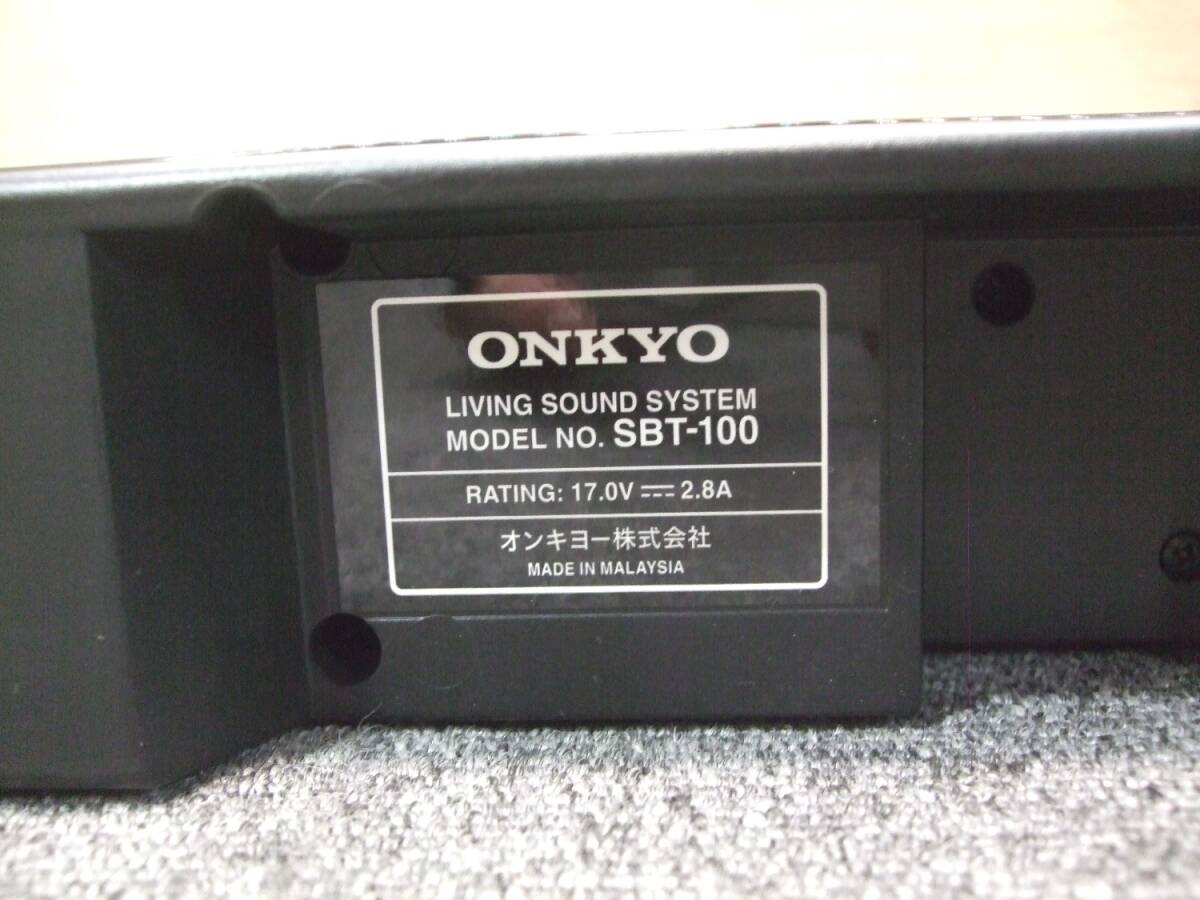 ONKYO
LIVING SOUND SYSTEM
MODEL NO. SBT-100
RATING: 17.0V ⎓ 2.8A
オンキヨー株式会社
MADE IN MALAYSIA